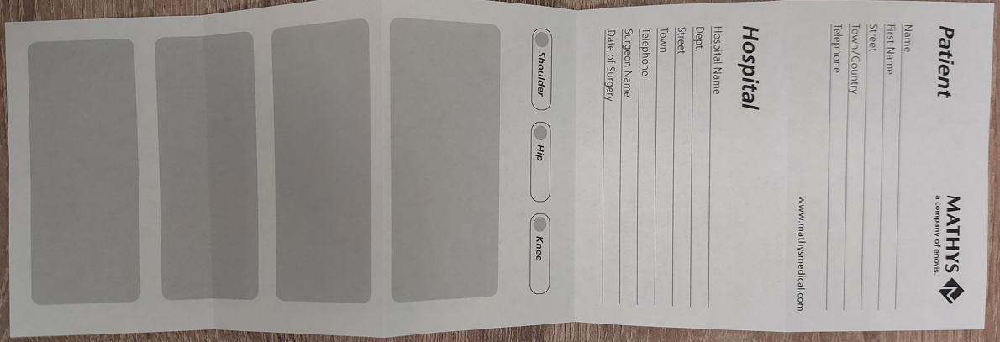 Patient
MATHYS
a company of enovis.
Name
First Name
Street
Town/Country
Telephone
www.mathysmedical.com
Hospital
Hospital Name
Dept.
Street
Town
Telephone
Surgeon Name
Date of Surgery
Shoulder
Hip
Knee